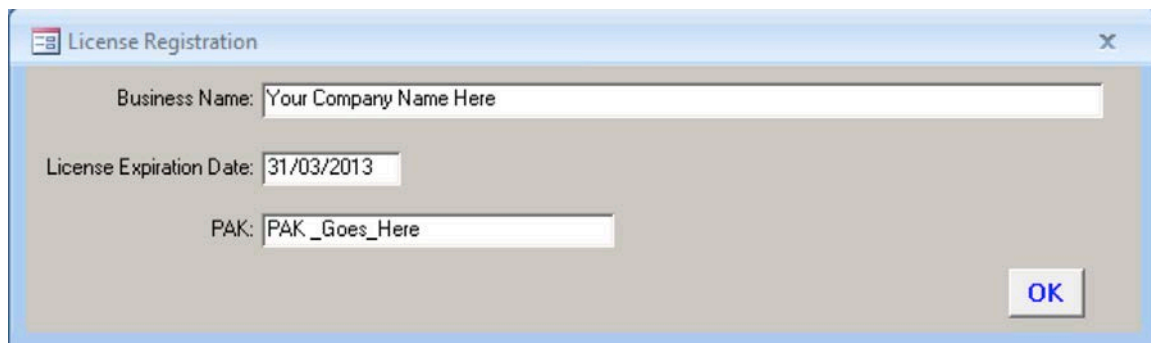 License Registration
Business Name: Your Company Name Here
License Expiration Date: 31/03/2013
PAK: PAK _Goes_Here
OK